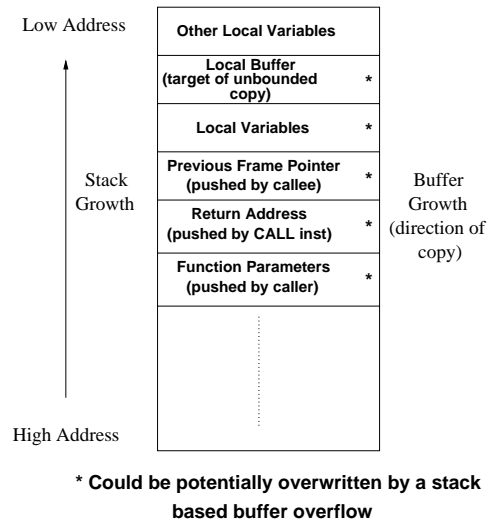 Low Address
Other Local Variables
Local Buffer
(target of unbounded
copy)
*
Local Variables
*
Previous Frame Pointer
(pushed by callee)
*
Return Address
(pushed by CALL inst)
*
Function Parameters
(pushed by caller)
*
Stack
Growth
Buffer
Growth
(direction of
copy)
High Address
* Could be potentially overwritten by a stack
based buffer overflow